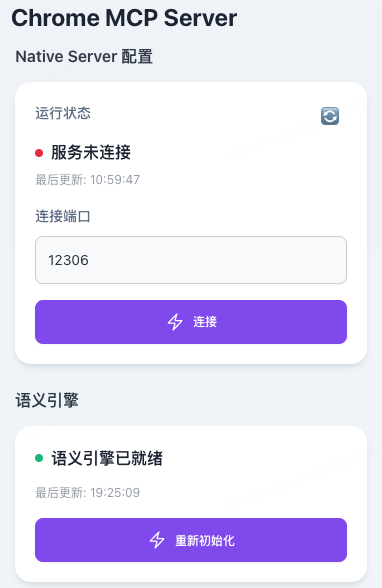 Chrome MCP Server
Native Server 配置
运行状态
服务未连接
最后更新: 10:59:47
连接端口
12306
连接
语义引擎
语义引擎已就绪
最后更新: 19:25:09
重新初始化